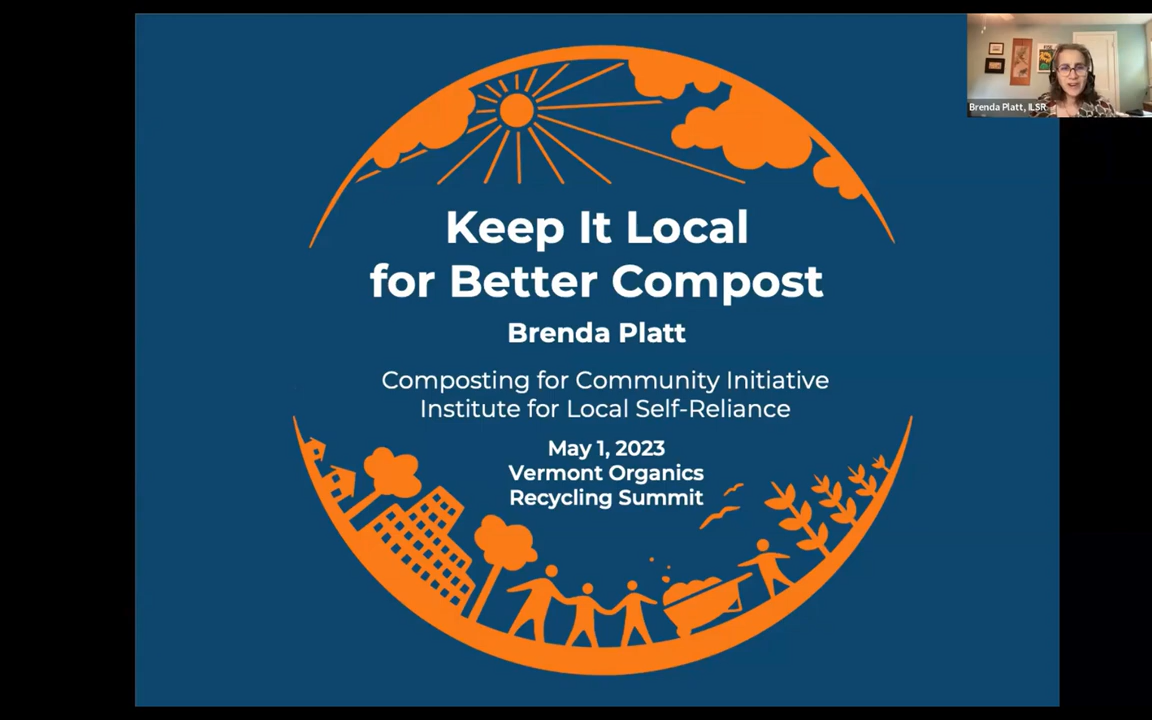 Keep It Local
for Better Compost
Brenda Platt
Composting for Community Initiative
Institute for Local Self-Reliance
May 1, 2023
Vermont Organics
Recycling Summit
Brenda Platt, ILSR